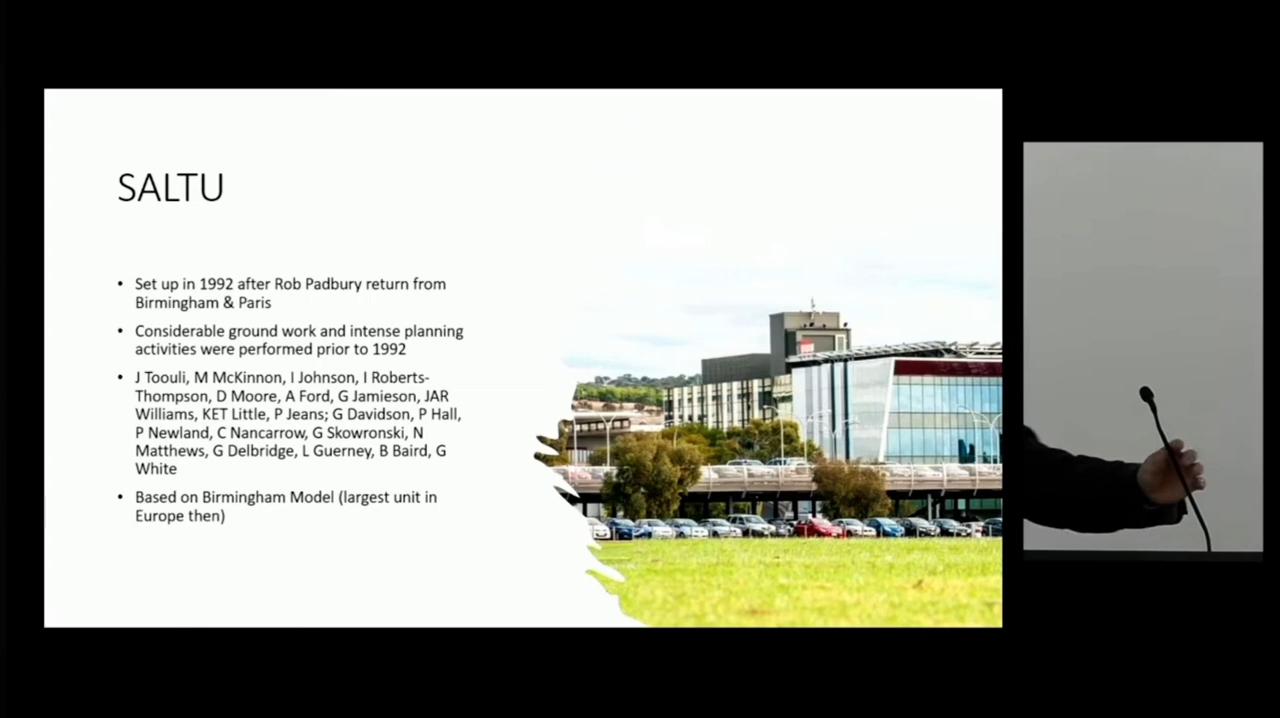 SALTU
• Set up in 1992 after Rob Padbury return from
Birmingham & Paris
• Considerable ground work and intense planning
activities were performed prior to 1992
• J Toouli, M McKinnon, I Johnson, I Roberts-
Thompson, D Moore, A Ford, G Jamieson, JAR
Williams, KET Little, P Jeans; G Davidson, P Hall,
P Newland, C Nancarrow, G Skowronski, N
Matthews, G Delbridge, L Guerney, B Baird, G
White
• Based on Birmingham Model (largest unit in
Europe then)